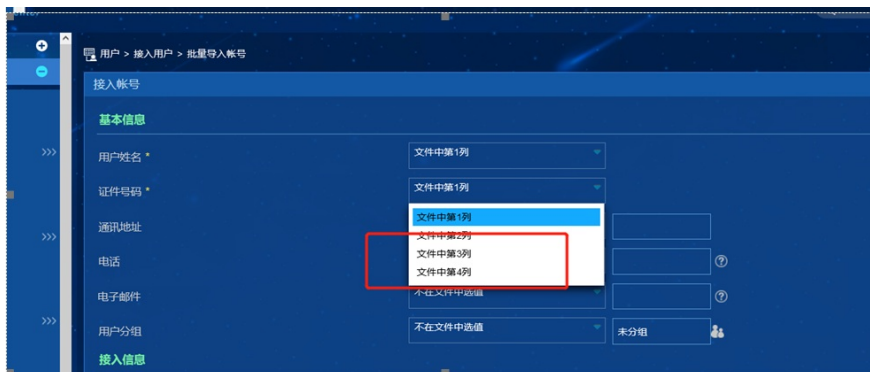 用户 > 接入用户 > 批量导入帐号
接入帐号
基本信息
用户姓名 * 文件中第1列
证件号码 * 文件中第1列
文件中第1列
通讯地址 文件中第2列
电话 文件中第3列
文件中第4列
电子邮件 不在文件中选值
用户分组 不在文件中选值 未分组
接入信息